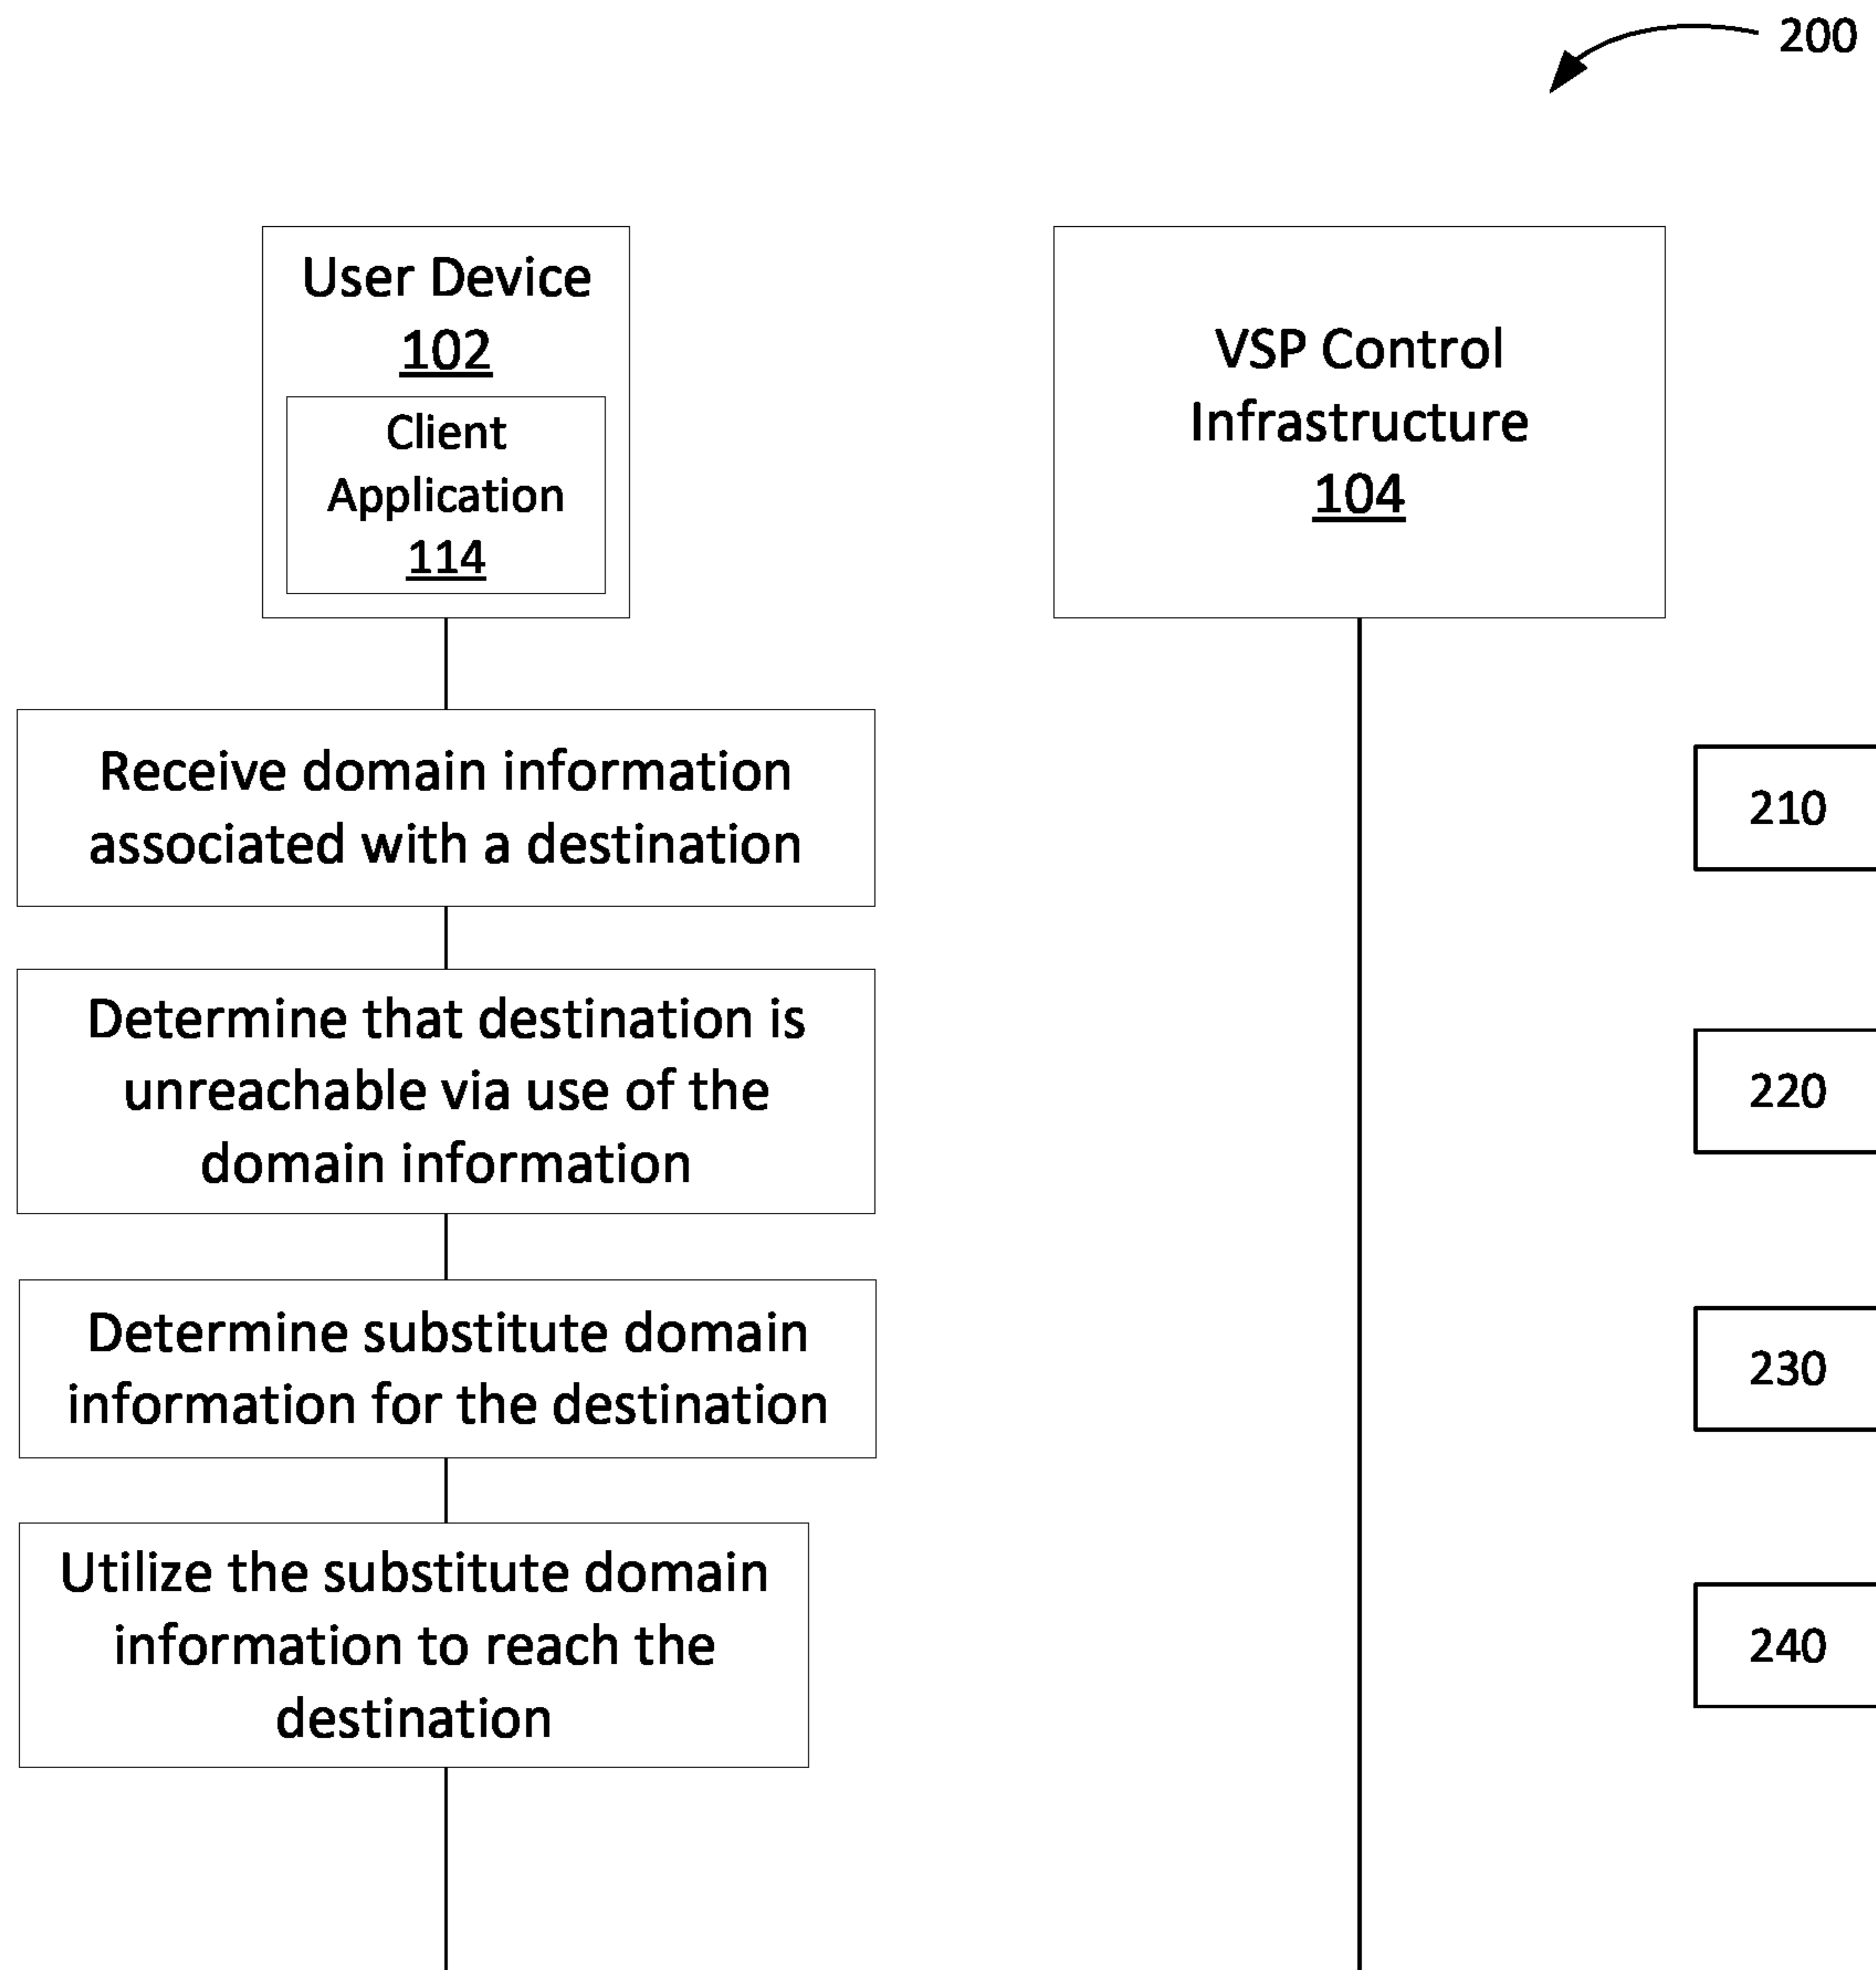 200
User Device
102
Client
Application
114
VSP Control
Infrastructure
104
Receive domain information
associated with a destination
210
Determine that destination is
unreachable via use of the
domain information
220
Determine substitute domain
information for the destination
230
Utilize the substitute domain
information to reach the
destination
240